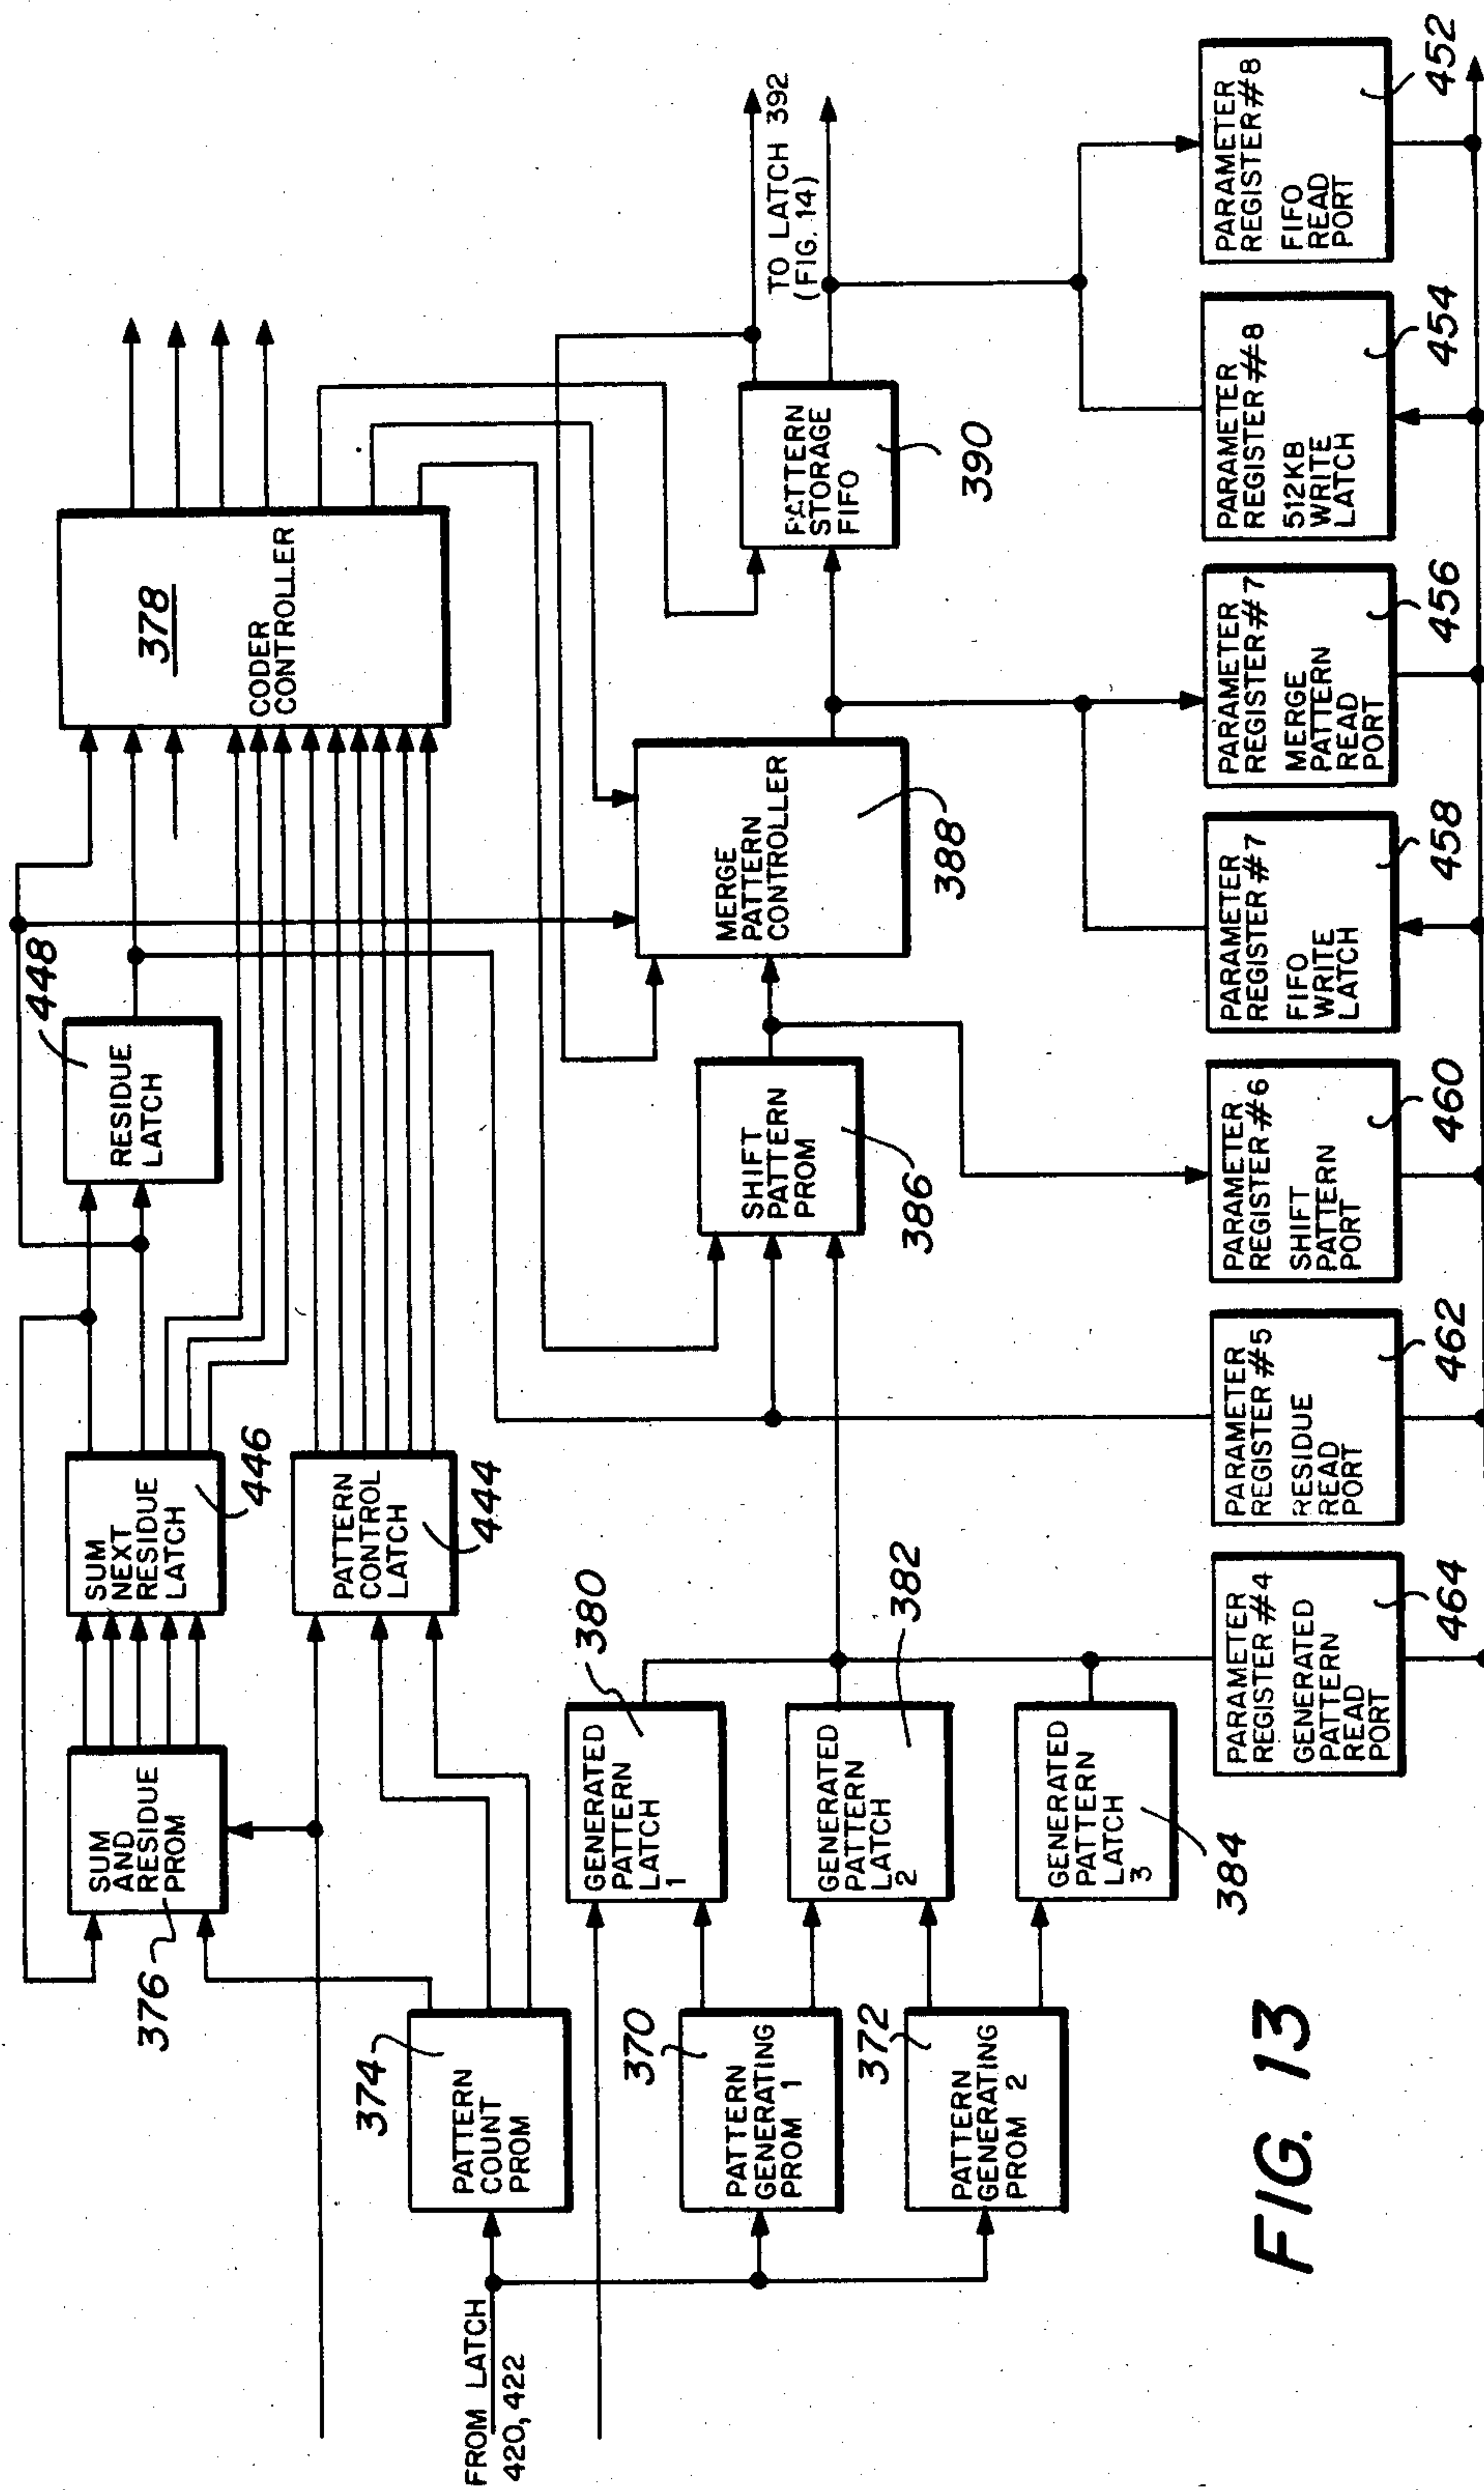 FROM LATCH
420, 422
374
PATTERN
COUNT
PROM
370
PATTERN
GENERATING
PROM 1
372
PATTERN
GENERATING
PROM 2
376
SUM
AND
RESIDUE
PROM
380
GENERATED
PATTERN
LATCH
1
382
GENERATED
PATTERN
LATCH
2
384
GENERATED
PATTERN
LATCH
3
SUM
NEXT
RESIDUE
LATCH
446
PATTERN
CONTROL
LATCH
444
448
RESIDUE
LATCH
SHIFT
PATTERN
PROM
386
MERGE
PATTERN
CONTROLLER
388
378
CODER
CONTROLLER
PATTERN
STORAGE
FIFO
390
TO LATCH 392
(FIG. 14)
PARAMETER
REGISTER #4
GENERATED
PATTERN
READ
PORT
464
PARAMETER
REGISTER #5
RESIDUE
READ
PORT
462
PARAMETER
REGISTER #6
SHIFT
PATTERN
PORT
460
PARAMETER
REGISTER #7
FIFO
WRITE
LATCH
458
PARAMETER
REGISTER #7
MERGE
PATTERN
READ
PORT
456
PARAMETER
REGISTER #8
512KB
WRITE
LATCH
454
PARAMETER
REGISTER #8
FIFO
READ
PORT
452
FIG. 13